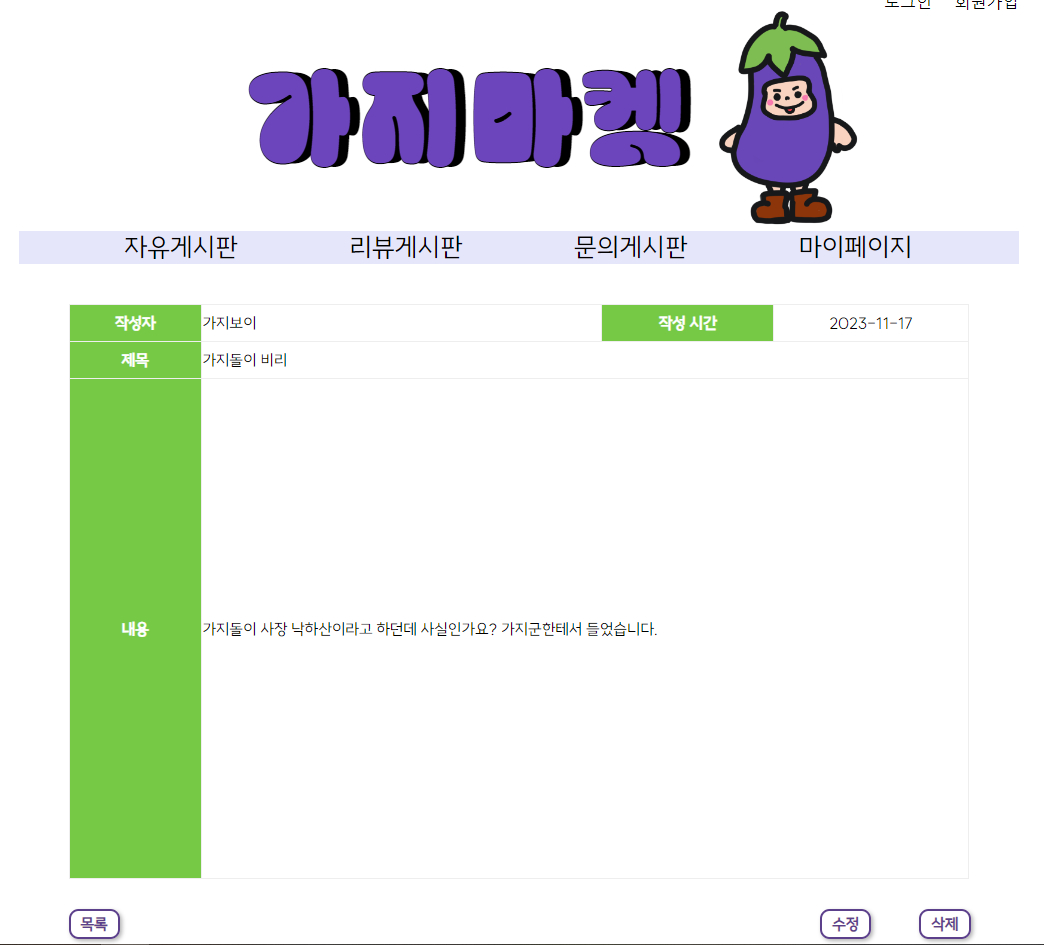 로그인 회원가입
가지마켓
자유게시판 리뷰게시판 문의게시판 마이페이지
작성자 가지보이 작성 시간 2023-11-17
제목 가지돌이 비리
내용 가지돌이 사장 낙하산이라고 하던데 사실인가요? 가지군한테서 들었습니다.
목록 수정 삭제